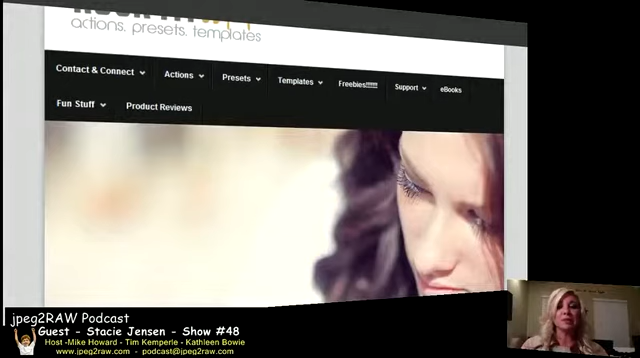 actions. presets. templates
Contact & Connect
Actions
Presets
Templates
Freebies!!!!!!
Support
eBooks
Fun Stuff
Product Reviews
jpeg2RAW Podcast
Guest - Stacie Jensen - Show #48
Host -Mike Howard - Tim Kemperle - Kathleen Bowie
www.jpeg2raw.com - podcast@jpeg2raw.com